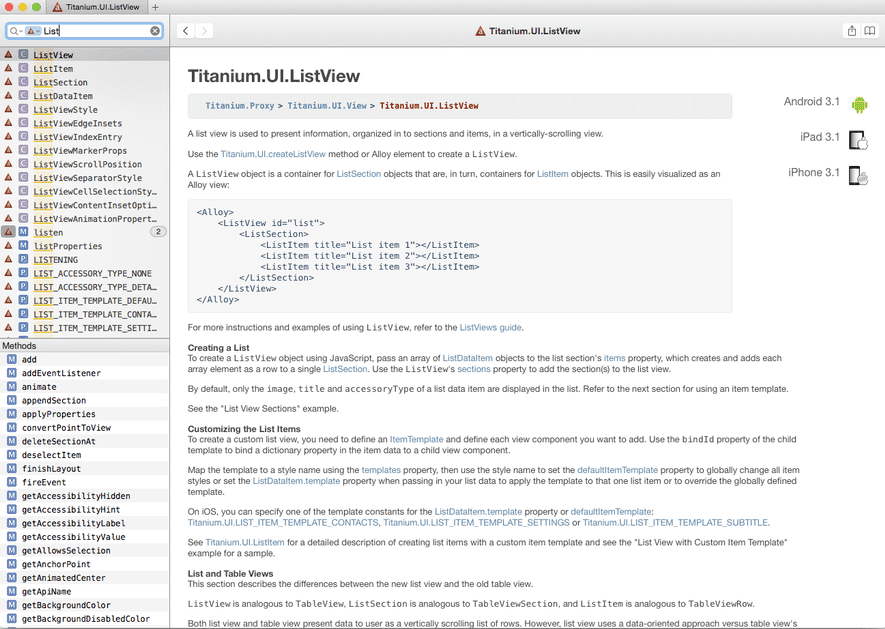 Titanium.UI.ListView
List
Titanium.UI.ListView
ListView
ListItem
ListSection
ListDataItem
ListViewStyle
ListViewEdgeInsets
ListViewIndexEntry
ListViewMarkerProps
ListViewScrollPosition
ListViewSeparatorStyle
ListViewCellSelectionSty…
ListViewContentInsetOpti…
ListViewAnimationPropert…
listen 2
listProperties
LISTENING
LIST_ACCESSORY_TYPE_NONE
LIST_ACCESSORY_TYPE_DETA…
LIST_ITEM_TEMPLATE_DEFAU…
LIST_ITEM_TEMPLATE_CONTA…
LIST_ITEM_TEMPLATE_SETTI…
Methods
add
addEventListener
animate
appendSection
applyProperties
convertPointToView
deleteSectionAt
deselectItem
finishLayout
fireEvent
getAccessibilityHidden
getAccessibilityHint
getAccessibilityLabel
getAccessibilityValue
getAllowsSelection
getAnchorPoint
getAnimatedCenter
getApiName
getBackgroundColor
getBackgroundDisabledColor
Titanium.UI.ListView
Titanium.Proxy > Titanium.UI.View > Titanium.UI.ListView
Android 3.1
iPad 3.1
iPhone 3.1
A list view is used to present information, organized in to sections and items, in a vertically-scrolling view.
Use the Titanium.UI.createListView method or Alloy element to create a ListView.
A ListView object is a container for ListSection objects that are, in turn, containers for ListItem objects. This is easily visualized as an
Alloy view:
<Alloy>
<ListView id="list">
<ListSection>
<ListItem title="List item 1"></ListItem>
<ListItem title="List item 2"></ListItem>
<ListItem title="List item 3"></ListItem>
</ListSection>
</ListView>
</Alloy>
For more instructions and examples of using ListView, refer to the ListViews guide.
Creating a List
To create a ListView object using JavaScript, pass an array of ListDataItem objects to the list section's items property, which creates and adds each
array element as a row to a single ListSection. Use the ListView's sections property to add the section(s) to the list view.
By default, only the image, title and accessoryType of a list data item are displayed in the list. Refer to the next section for using an item template.
See the "List View Sections" example.
Customizing the List Items
To create a custom list view, you need to define an ItemTemplate and define each view component you want to add. Use the bindId property of the child
template to bind a dictionary property in the item data to a child view component.
Map the template to a style name using the templates property, then use the style name to set the defaultItemTemplate property to globally change all item
styles or set the ListDataItem.template property when passing in your list data to apply the template to that one list item or to override the globally defined
template.
On iOS, you can specify one of the template constants for the ListDataItem.template property or defaultItemTemplate:
Titanium.UI.LIST_ITEM_TEMPLATE_CONTACTS, Titanium.UI.LIST_ITEM_TEMPLATE_SETTINGS or Titanium.UI.LIST_ITEM_TEMPLATE_SUBTITLE.
See Titanium.UI.ListItem for a detailed description of creating list items with a custom item template and see the "List View with Custom Item Template"
example for a sample.
List and Table Views
This section describes the differences between the new list view and the old table view.
ListView is analogous to TableView, ListSection is analogous to TableViewSection, and ListItem is analogous to TableViewRow.
Both list view and table view present data to user as a vertically scrolling list of rows. However, list view uses a data-oriented approach versus table view's